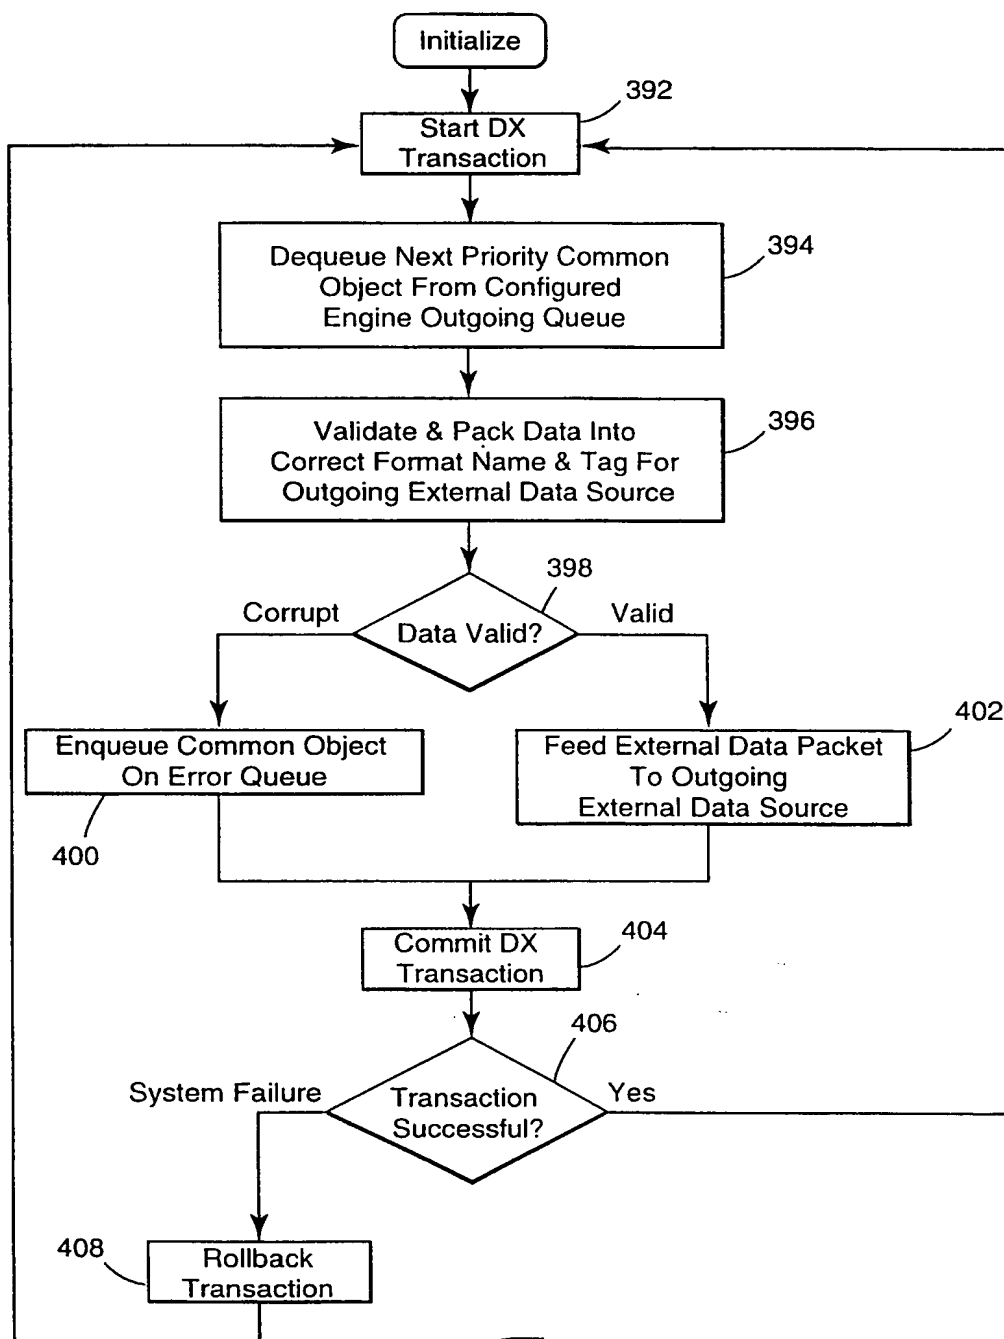 Initialize
392
Start DX
Transaction
394
Dequeue Next Priority Common
Object From Configured
Engine Outgoing Queue
396
Validate & Pack Data Into
Correct Format Name & Tag For
Outgoing External Data Source
398
Corrupt
Data Valid?
Valid
402
Enqueue Common Object
On Error Queue
Feed External Data Packet
To Outgoing
External Data Source
400
404
Commit DX
Transaction
406
System Failure
Transaction
Successful?
Yes
408
Rollback
Transaction